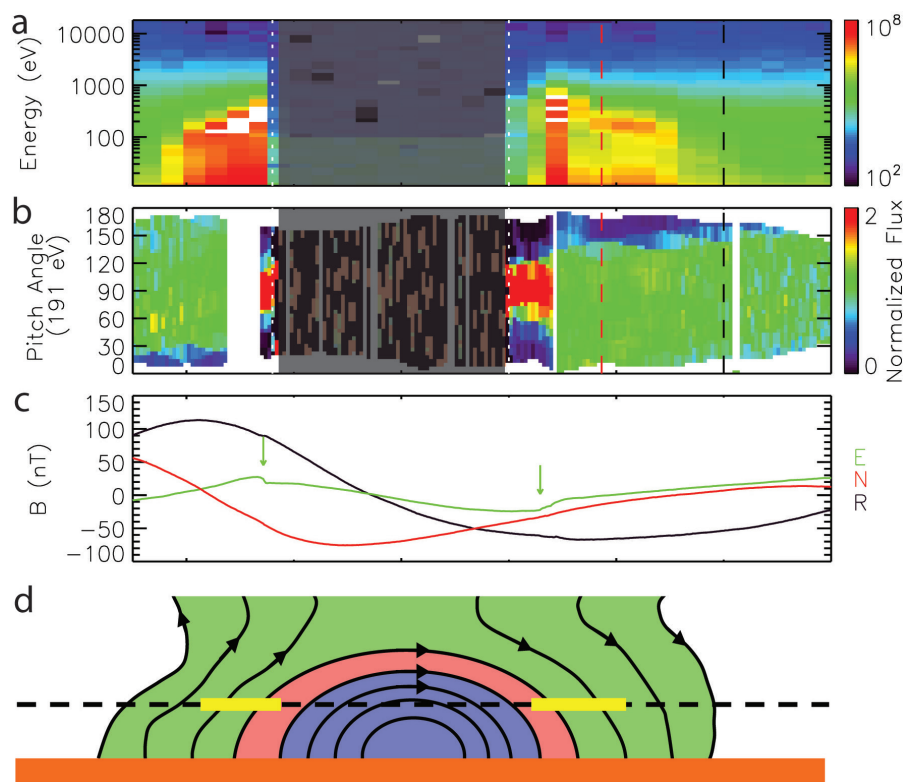 a
Energy (eV)
10000
1000
100
10^8
10^2
b
Pitch Angle
(191 eV)
180
150
120
90
60
30
0
2
0
Normalized Flux
c
B (nT)
150
100
50
0
−50
−100
E
N
R
d